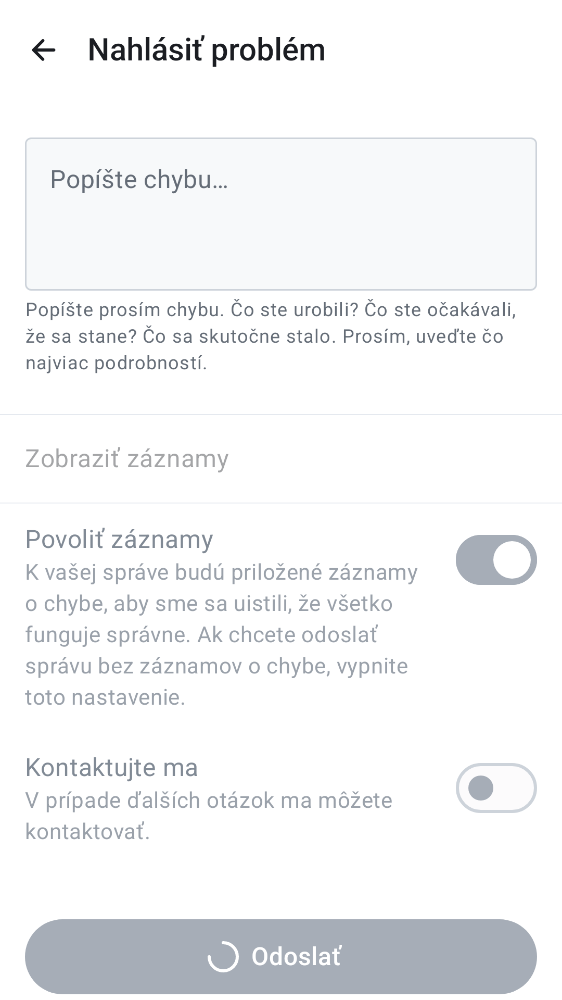 Nahlásiť problém
Popíšte chybu…
Popíšte prosím chybu. Čo ste urobili? Čo ste očakávali,
že sa stane? Čo sa skutočne stalo. Prosím, uveďte čo
najviac podrobností.
Zobraziť záznamy
Povoliť záznamy
K vašej správe budú priložené záznamy
o chybe, aby sme sa uistili, že všetko
funguje správne. Ak chcete odoslať
správu bez záznamov o chybe, vypnite
toto nastavenie.
Kontaktujte ma
V prípade ďalších otázok ma môžete
kontaktovať.
Odoslať